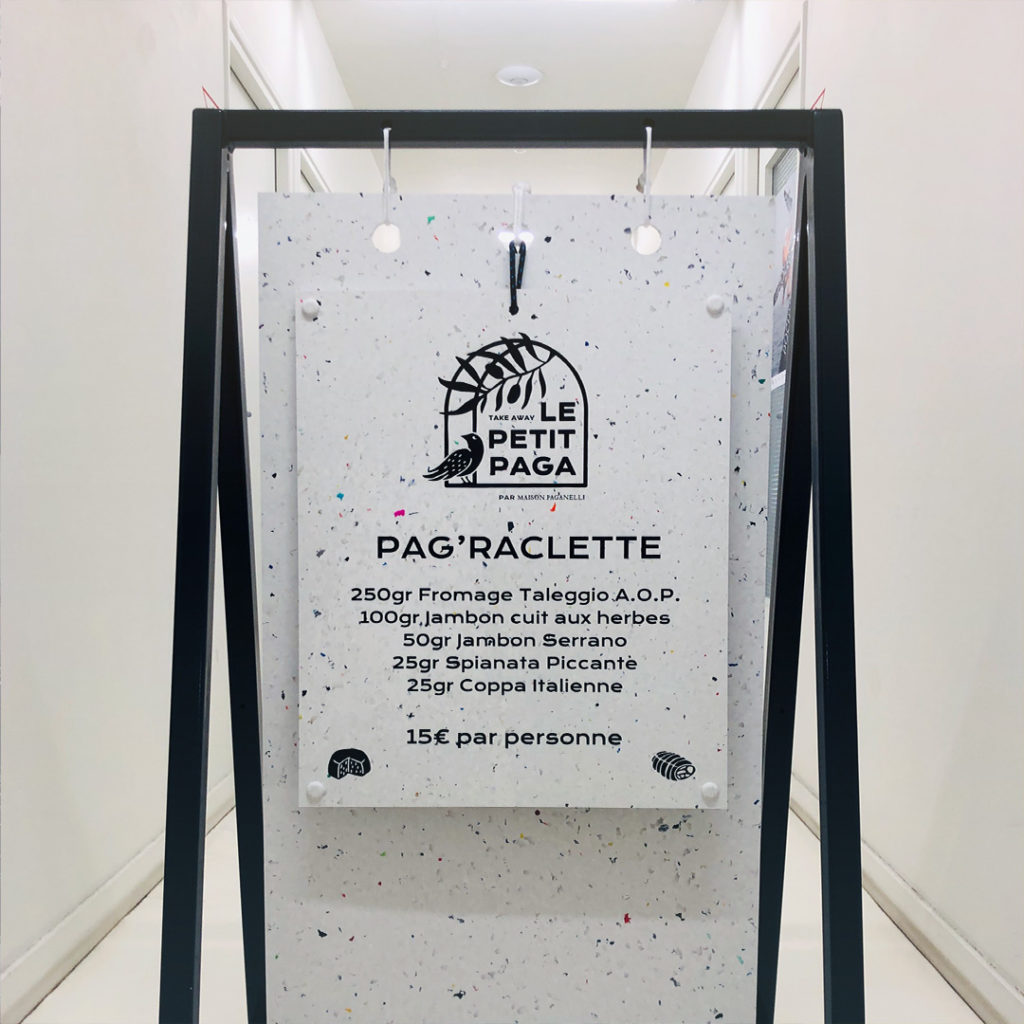 TAKE AWAY LE
PETIT
PAGA
PAR MAISON PAGANELLI
PAG'RACLETTE
250gr Fromage Taleggio A.O.P.
100gr Jambon cuit aux herbes
50gr Jambon Serrano
25gr Spianata Piccante
25gr Coppa Italienne
15€ par personne